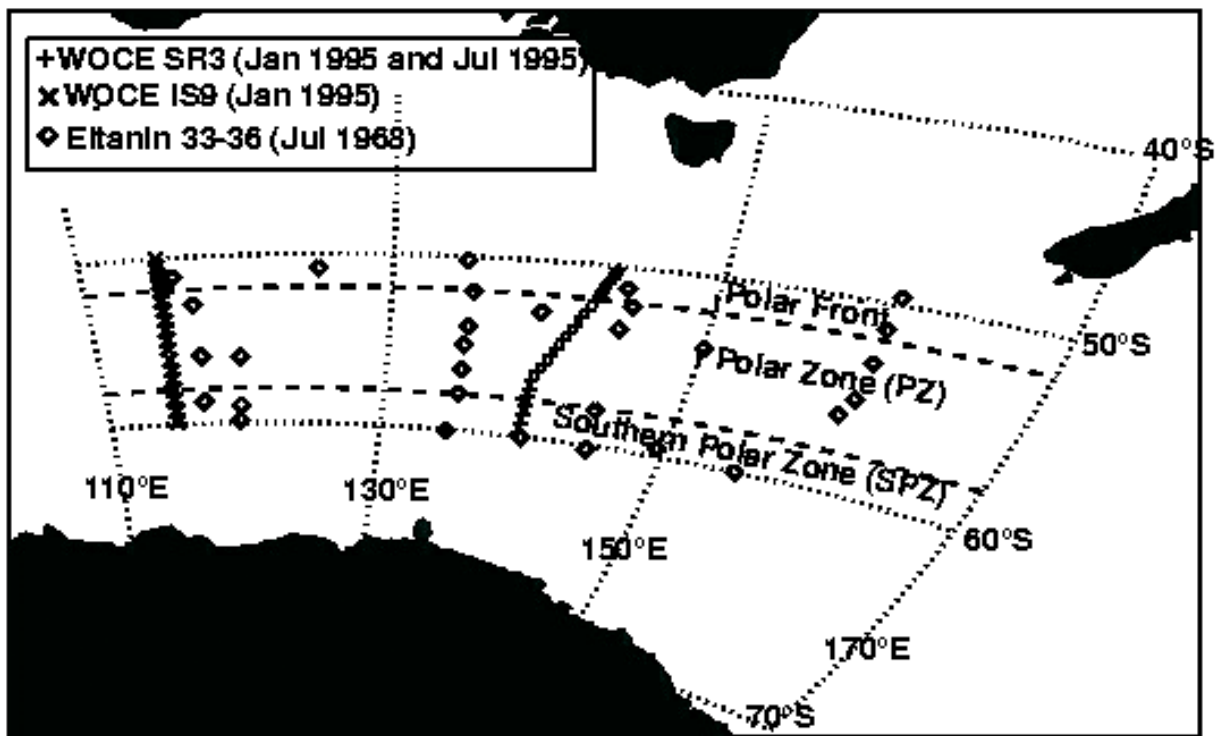 +WOCE SR3 (Jan 1995 and Jul 1995)
×WOCE IS9 (Jan 1995)
◇Eltanin 33-36 (Jul 1968)
40°S
Polar Front
50°S
Polar Zone (PZ)
Southern Polar Zone (SPZ)
110°E
130°E
150°E
60°S
170°E
70°S